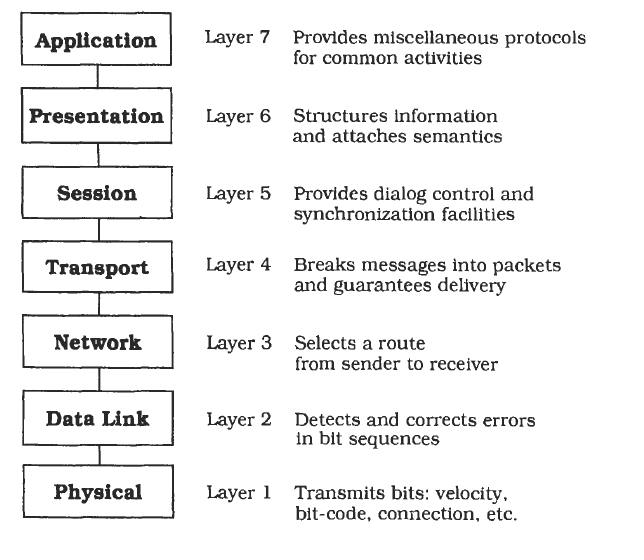 Application Layer 7 Provides miscellaneous protocols
for common activities
Presentation Layer 6 Structures information
and attaches semantics
Session Layer 5 Provides dialog control and
synchronization facilities
Transport Layer 4 Breaks messages into packets
and guarantees delivery
Network Layer 3 Selects a route
from sender to receiver
Data Link Layer 2 Detects and corrects errors
in bit sequences
Physical Layer 1 Transmits bits: velocity,
bit-code, connection, etc.